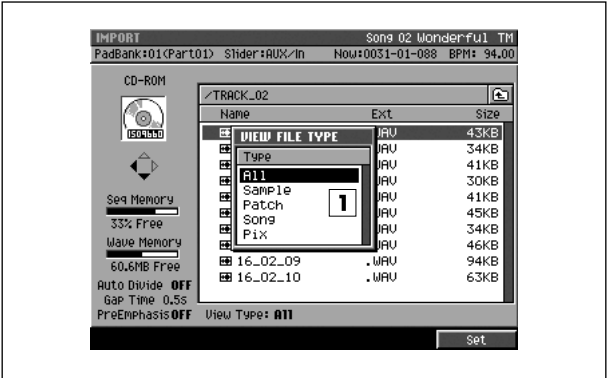 IMPORT Song 02 Wonderful TM
PadBank:01(Part01) Slider:AUX/In Now:0031-01-088 BPM: 94.00
CD-ROM
ISO9660
Seq Memory
33% Free
Wave Memory
60.6MB Free
Auto Divide OFF
Gap Time 0.5s
PreEmphasis OFF
/TRACK_02
Name Ext Size
.WAV 43KB
.WAV 34KB
.WAV 41KB
.WAV 30KB
.WAV 41KB
.WAV 45KB
.WAV 34KB
.WAV 46KB
16_02_09 .WAV 94KB
16_02_10 .WAV 63KB
VIEW FILE TYPE
Type
All
Sample
Patch
Song
Pix
1
View Type: All
Set